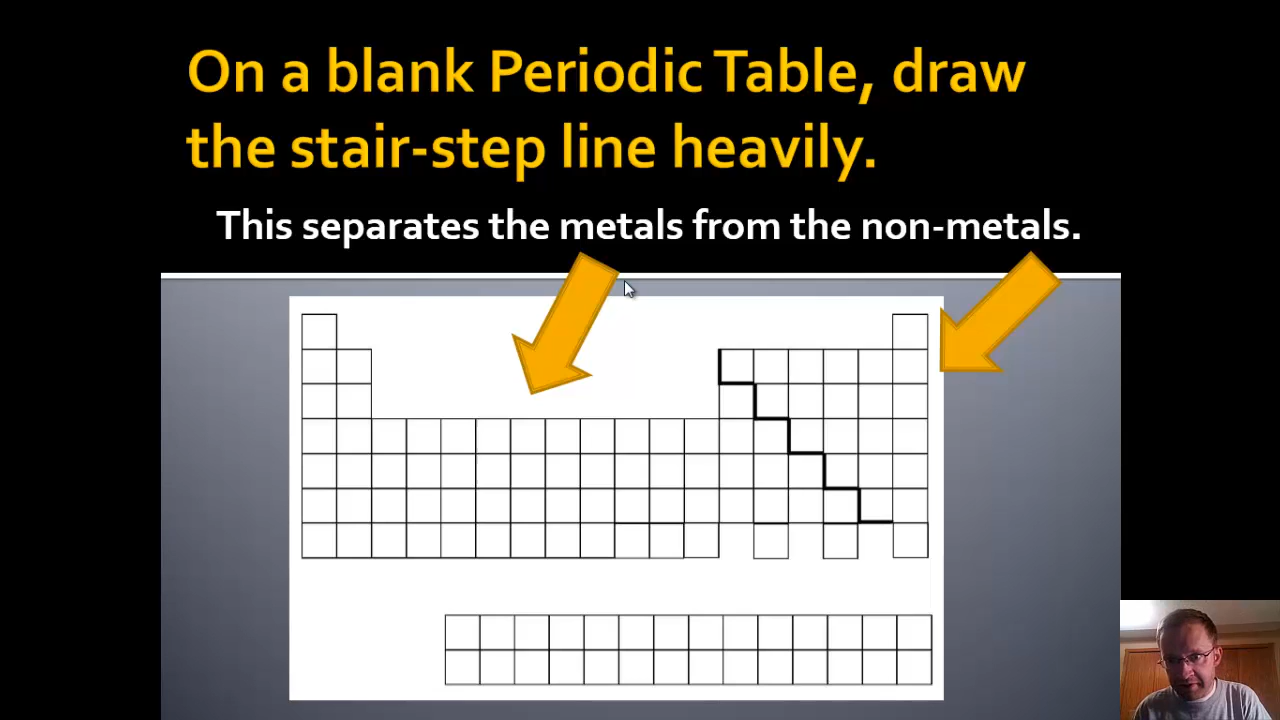 On a blank Periodic Table, draw
the stair-step line heavily.
This separates the metals from the non-metals.